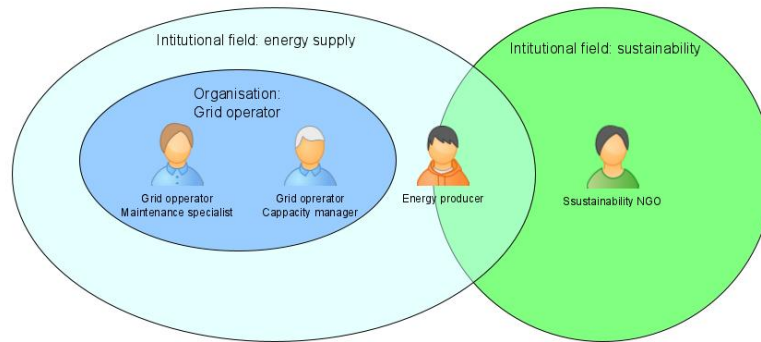 Intitutional field: energy supply
Intitutional field: sustainability
Organisation:
Grid operator
Grid opperator
Maintenance specialist
Grid oprerator
Cappacity manager
Energy producer
Ssustainability NGO